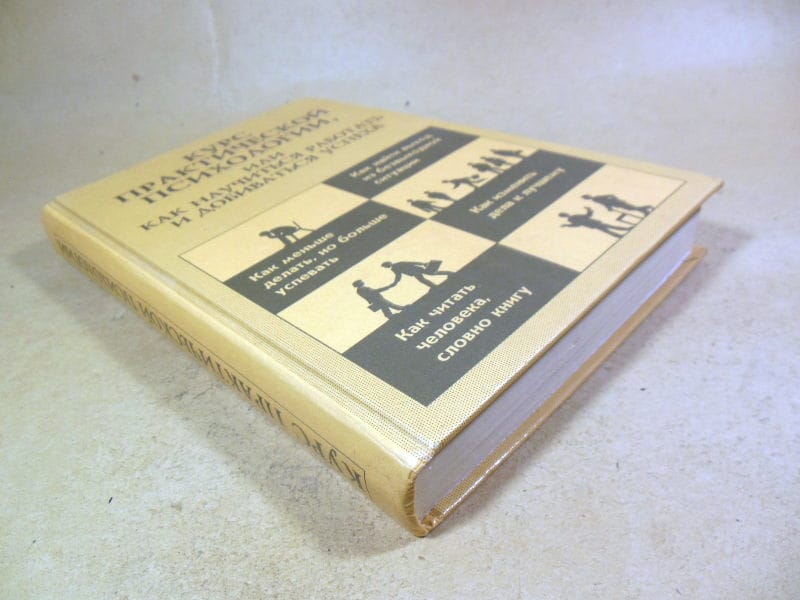 КУРС
ПРАКТИЧЕСКОЙ
ПСИХОЛОГИИ,
ИЛИ
КАК НАУЧИТЬСЯ РАБОТАТЬ
И ДОБИВАТЬСЯ УСПЕХА
Как найти выход
из безвыходной
ситуации
Как изменить
дела к лучшему
Как меньше
делать, но больше
успевать
Как читать
человека,
словно книгу
КУРС ПРАКТИЧЕСКОЙ ПСИХОЛОГИИ